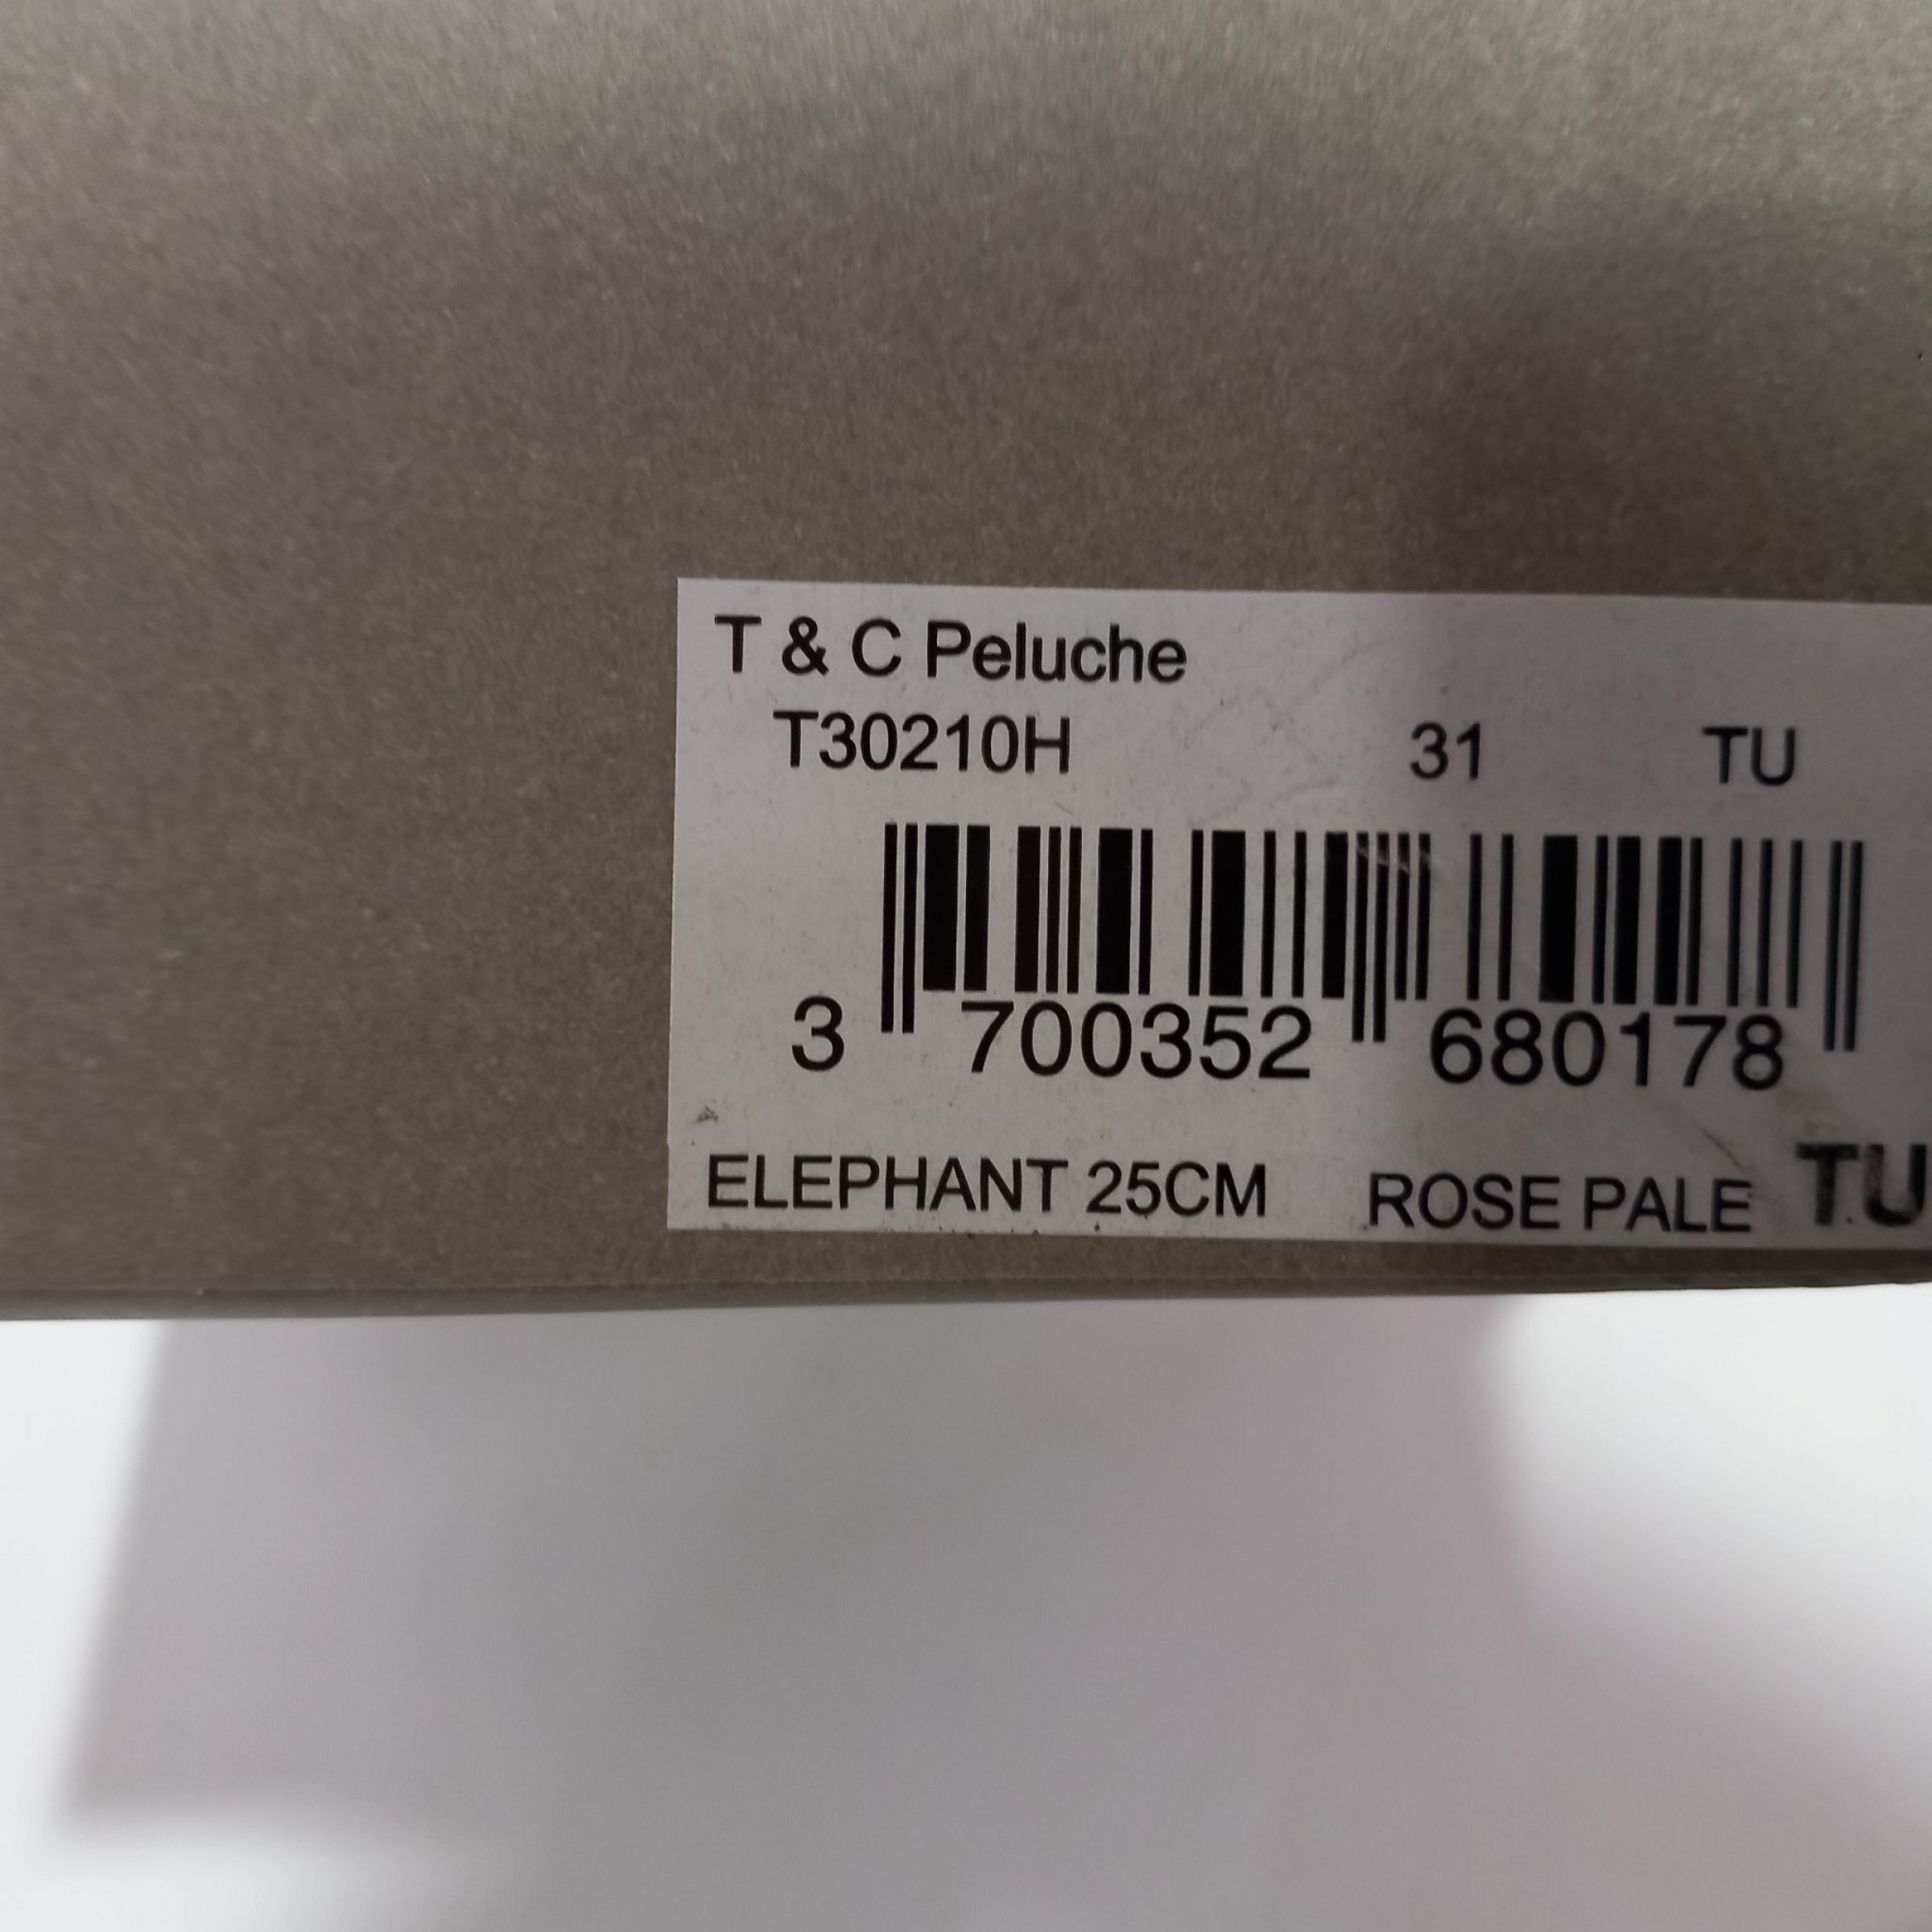 T & C Peluche
T30210H 31 TU
3 700352 680178
ELEPHANT 25CM ROSE PALE TU